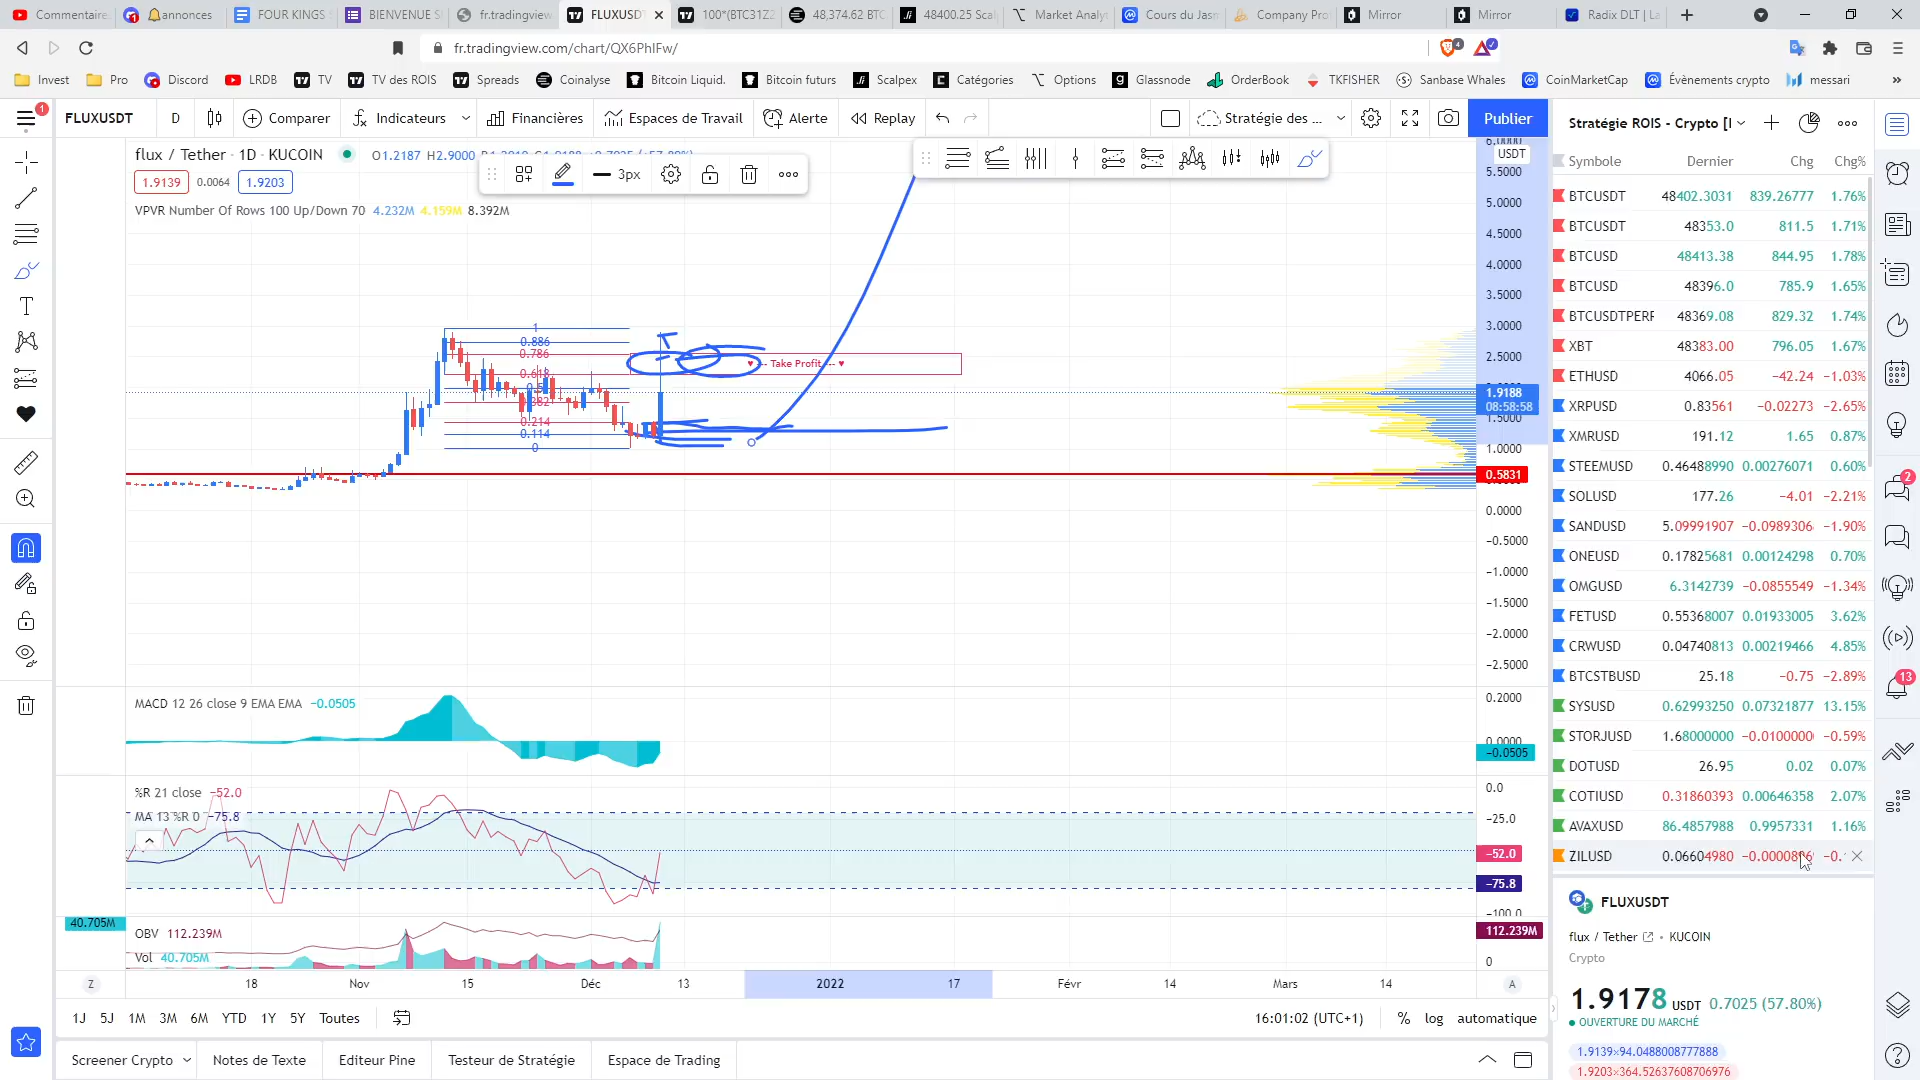 Commentaire
annonces
FOUR KINGS
BIENVENUE S
fr.tradingview
FLUXUSDT
100*(BTC31Z2
48,374.62 BTC
48400.25 Scal
Market Analy
Cours du Jasm
Company Pro
Mirror
Mirror
Radix DLT | La
fr.tradingview.com/chart/QX6PhIFw/
Invest
Pro
Discord
LRDB
TV
TV des ROIS
Spreads
Coinalyse
Bitcoin Liquid.
Bitcoin futurs
Scalpex
Catégories
Options
Glassnode
OrderBook
TKFISHER
Sanbase Whales
CoinMarketCap
Évènements crypto
messari
FLUXUSDT
D
Comparer
Indicateurs
Financières
Espaces de Travail
Alerte
Replay
Stratégie des ...
Publier
flux / Tether · 1D · KUCOIN
O1.2187 H2.9000
1.9139 0.0064 1.9203
3px
VPVR Number Of Rows 100 Up/Down 70 4.232M 4.159M 8.392M
USDT
5.5000
5.0000
4.5000
4.0000
3.5000
3.0000
2.5000
1.9188
08:58:58
1.0000
0.5831
0.0000
−0.5000
−1.0000
−1.5000
−2.0000
−2.5000
1
0.886
0.786
0.618
0.382
0.214
0.114
0
Take Profit
MACD 12 26 close 9 EMA EMA −0.0505
0.2000
0.0000
−0.0505
%R 21 close −52.0
MA 13 %R 0 −75.8
0.0
−25.0
−52.0
−75.8
−100.0
40.705M
OBV 112.239M
Vol 40.705M
112.239M
0
Z
18
Nov
15
Déc
13
2022
17
Févr
14
Mars
14
A
1J
5J
1M
3M
6M
YTD
1Y
5Y
Toutes
16:01:02 (UTC+1)
%
log
automatique
Screener Crypto
Notes de Texte
Editeur Pine
Testeur de Stratégie
Espace de Trading
Stratégie ROIS - Crypto [I
Symbole Dernier Chg Chg%
BTCUSDT 48402.3031 839.26777 1.76%
BTCUSDT 48353.0 811.5 1.71%
BTCUSD 48413.38 844.95 1.78%
BTCUSD 48396.0 785.9 1.65%
BTCUSDTPERF 48369.08 829.32 1.74%
XBT 48383.00 796.05 1.67%
ETHUSD 4066.05 −42.24 −1.03%
XRPUSD 0.83561 −0.02273 −2.65%
XMRUSD 191.12 1.65 0.87%
STEEMUSD 0.46488990 0.00276071 0.60%
SOLUSD 177.26 −4.01 −2.21%
SANDUSD 5.09991907 −0.0989306 −1.90%
ONEUSD 0.17825681 0.00124298 0.70%
OMGUSD 6.3142739 −0.0855549 −1.34%
FETUSD 0.55368007 0.01933005 3.62%
CRWUSD 0.04740813 0.00219466 4.85%
BTCSTBUSD 25.18 −0.75 −2.89%
SYSUSD 0.62993250 0.07321877 13.15%
STORJUSD 1.68000000 −0.0100000 −0.59%
DOTUSD 26.95 0.02 0.07%
COTIUSD 0.31860393 0.00646358 2.07%
AVAXUSD 86.4857988 0.9957331 1.16%
ZILUSD 0.06604980
FLUXUSDT
flux / Tether • KUCOIN
Crypto
1.9178 USDT 0.7025 (57.80%)
OUVERTURE DU MARCHÉ
1.9139×94.0488008777888
1.9203×364.52637608706976
1
2
13